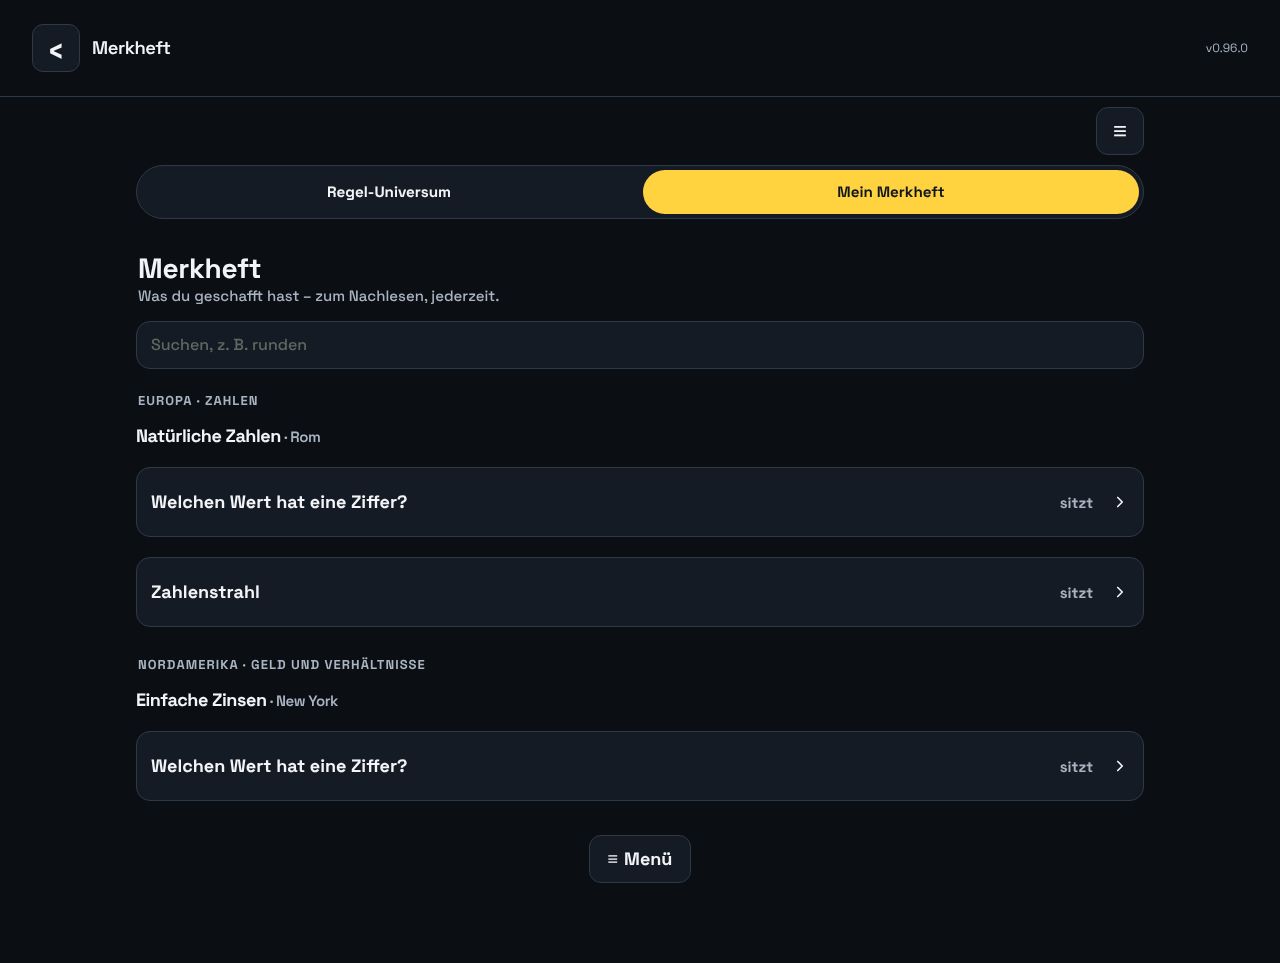 < Merkheft v0.96.0
≡
Regel-Universum Mein Merkheft
Merkheft
Was du geschafft hast – zum Nachlesen, jederzeit.
Suchen, z. B. runden
EUROPA · ZAHLEN
Natürliche Zahlen · Rom
Welchen Wert hat eine Ziffer? sitzt >
Zahlenstrahl sitzt >
NORDAMERIKA · GELD UND VERHÄLTNISSE
Einfache Zinsen · New York
Welchen Wert hat eine Ziffer? sitzt >
≡ Menü